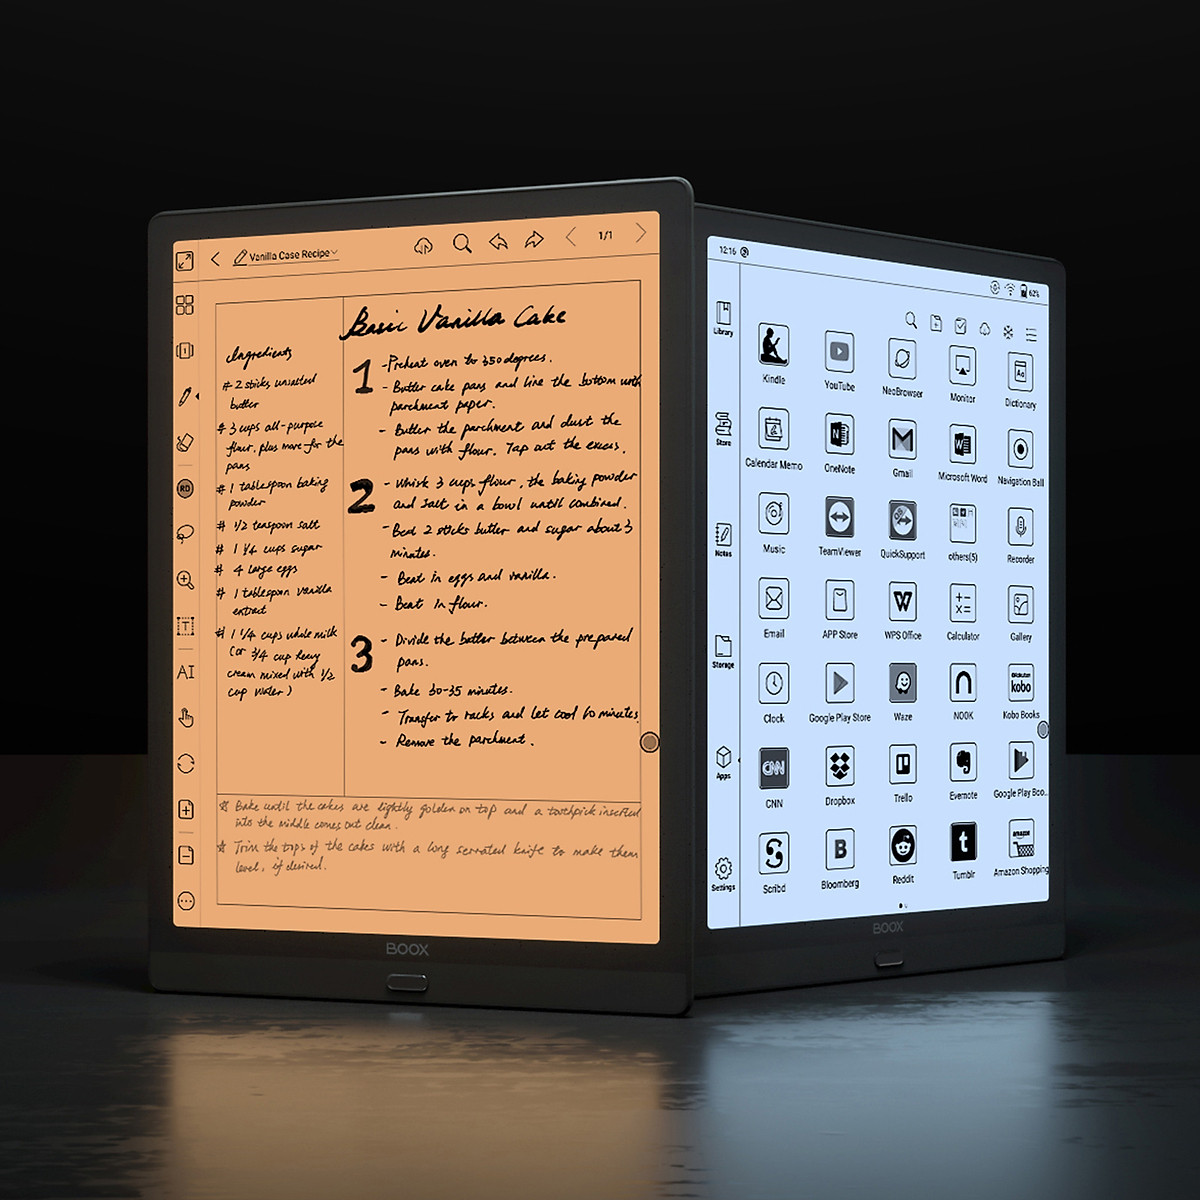 Vanilla Case Recipe
1/1
Basic Vanilla Cake
Ingredients
# 2 sticks unsalted
butter
# 3 cups all-purpose
flour, plus more for the
pans
# 1 tablespoon baking
powder
# 1/2 teaspoon salt
# 1 1/4 cups sugar
# 4 large eggs
# 1 tablespoon vanilla
extract
# 1 1/4 cups whole milk
(or 3/4 cup heavy
cream mixed with 1/2
cup water)
1
- Preheat oven to 350 degrees.
- Butter cake pans and line the bottom with
parchment paper.
- Butter the parchment and dust the
pans with flour. Tap out the excess.
2
- Whisk 3 cups flour, the baking powder
and salt in a bowl until combined.
- Beat 2 sticks butter and sugar about 3
minutes.
- Beat in eggs and vanilla.
- Beat in flour.
3
- Divide the batter between the prepared
pans.
- Bake 30-35 minutes.
- Transfer to racks and let cool 10 minutes.
- Remove the parchment.
☆ Bake until the cakes are lightly golden on top and a toothpick inserted
into the middle comes out clean.
☆ Trim the tops of the cakes with a long serrated knife to make them
level, if desired.
RD
T
AI
BOOX
12:16
62%
Library
Store
Notes
Storage
Apps
Settings
Kindle YouTube NeoBrowser Monitor Dictionary
Calendar Memo OneNote Gmail Microsoft Word Navigation Ball
Music TeamViewer QuickSupport others(5) Recorder
Email APP Store WPS Office Calculator Gallery
Clock Google Play Store Waze NOOK Kobo Books
CNN Dropbox Trello Evernote Google Play Boo...
Scribd Bloomberg Reddit Tumblr Amazon Shopping
BOOX